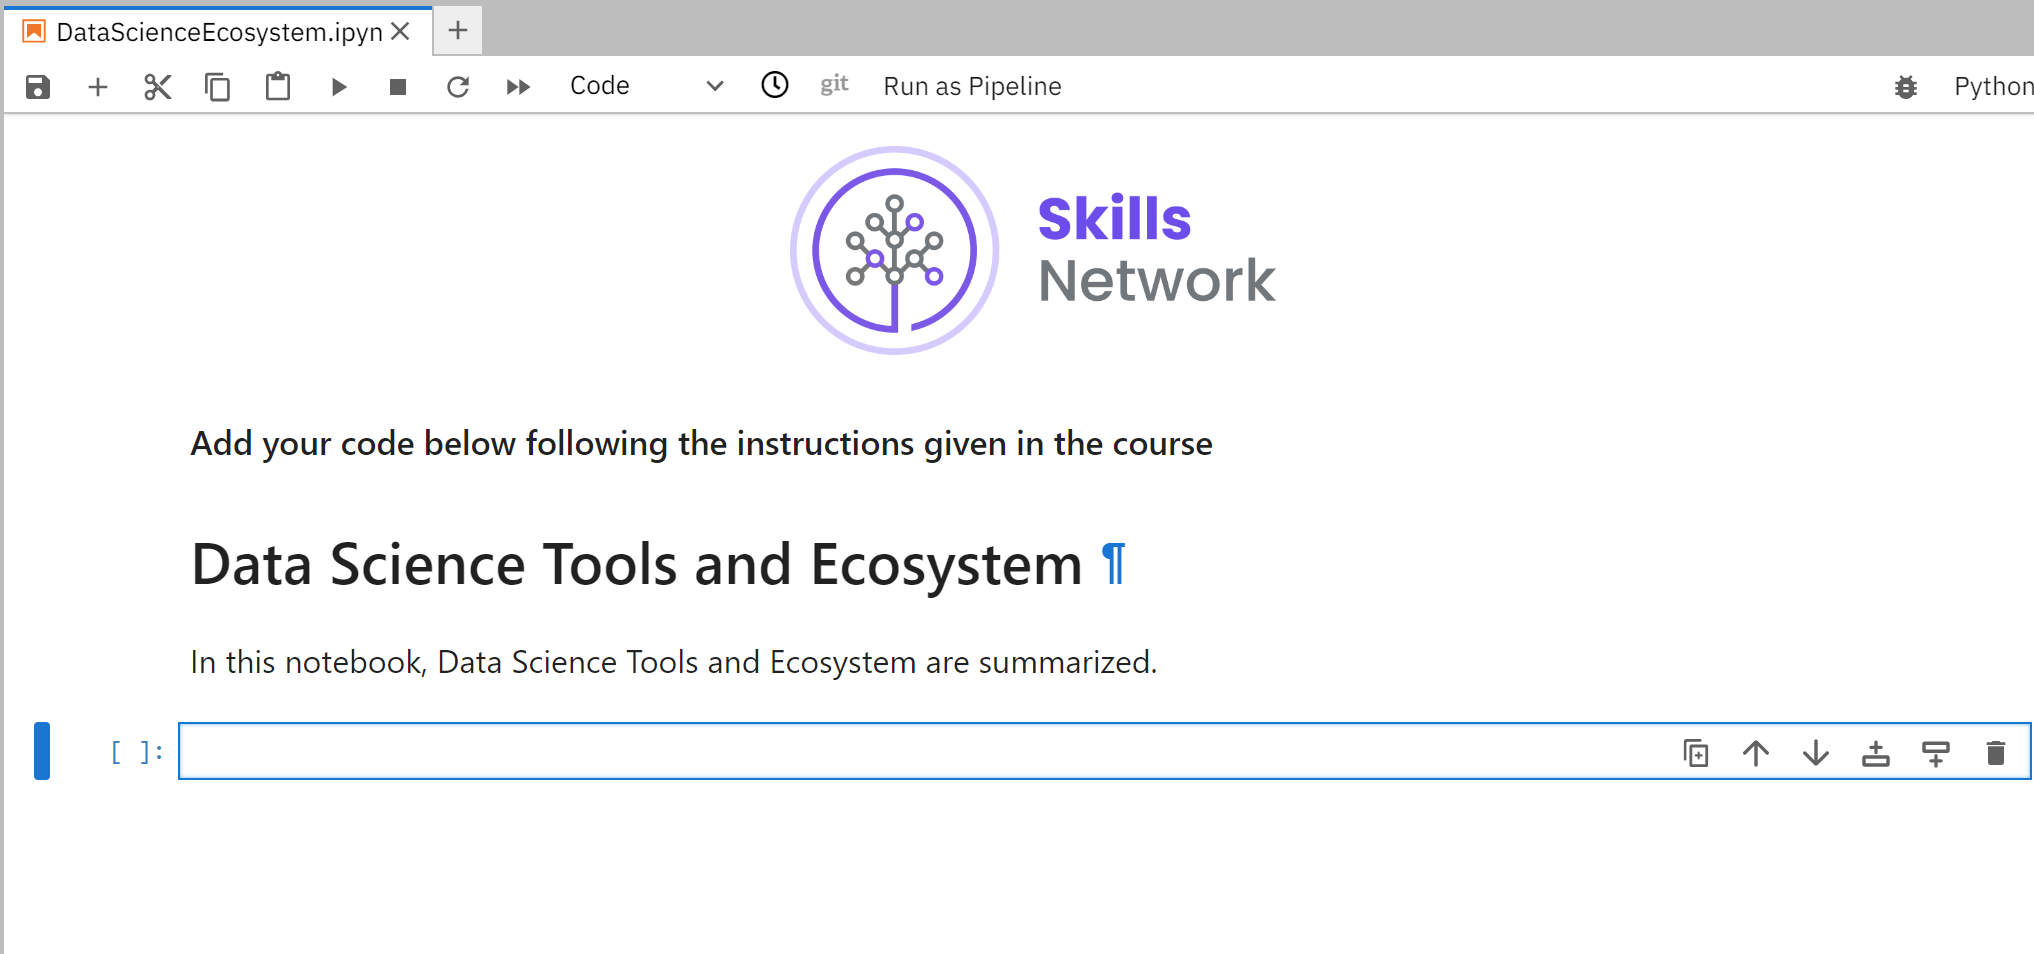 DataScienceEcosystem.ipyn
Code
git
Run as Pipeline
Python
Skills
Network
Add your code below following the instructions given in the course
Data Science Tools and Ecosystem ¶
In this notebook, Data Science Tools and Ecosystem are summarized.
[ ]: